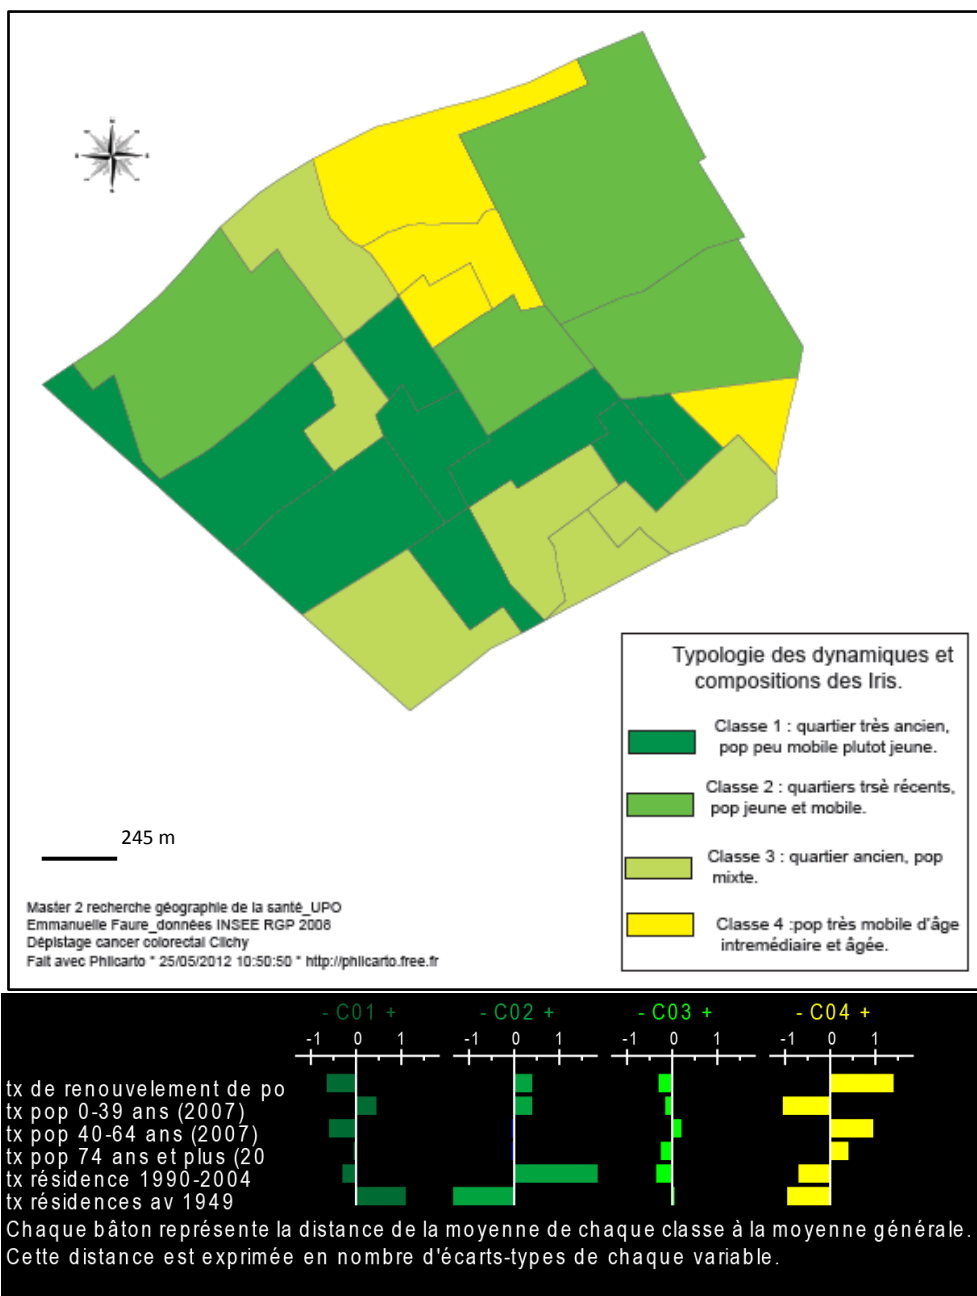 Typologie des dynamiques et
compositions des Iris.
Classe 1 : quartier très ancien,
pop peu mobile plutot jeune.
Classe 2 : quartiers trsè récents,
pop jeune et mobile.
Classe 3 : quartier ancien, pop
mixte.
Classe 4 :pop très mobile d'âge
intremédiaire et âgée.
245 m
Master 2 recherche géographie de la santé_UPO
Emmanuelle Faure_données INSEE RGP 2008
Dépistage cancer colorectal Clichy
Fait avec Philcarto * 25/05/2012 10:50:50 * http://philcarto.free.fr
- C01 + - C02 + - C03 + - C04 +
-1 0 1 -1 0 1 -1 0 1 -1 0 1
tx de renouvelement de po
tx pop 0-39 ans (2007)
tx pop 40-64 ans (2007)
tx pop 74 ans et plus (20
tx résidence 1990-2004
tx résidences av 1949
Chaque bâton représente la distance de la moyenne de chaque classe à la moyenne générale.
Cette distance est exprimée en nombre d'écarts-types de chaque variable.